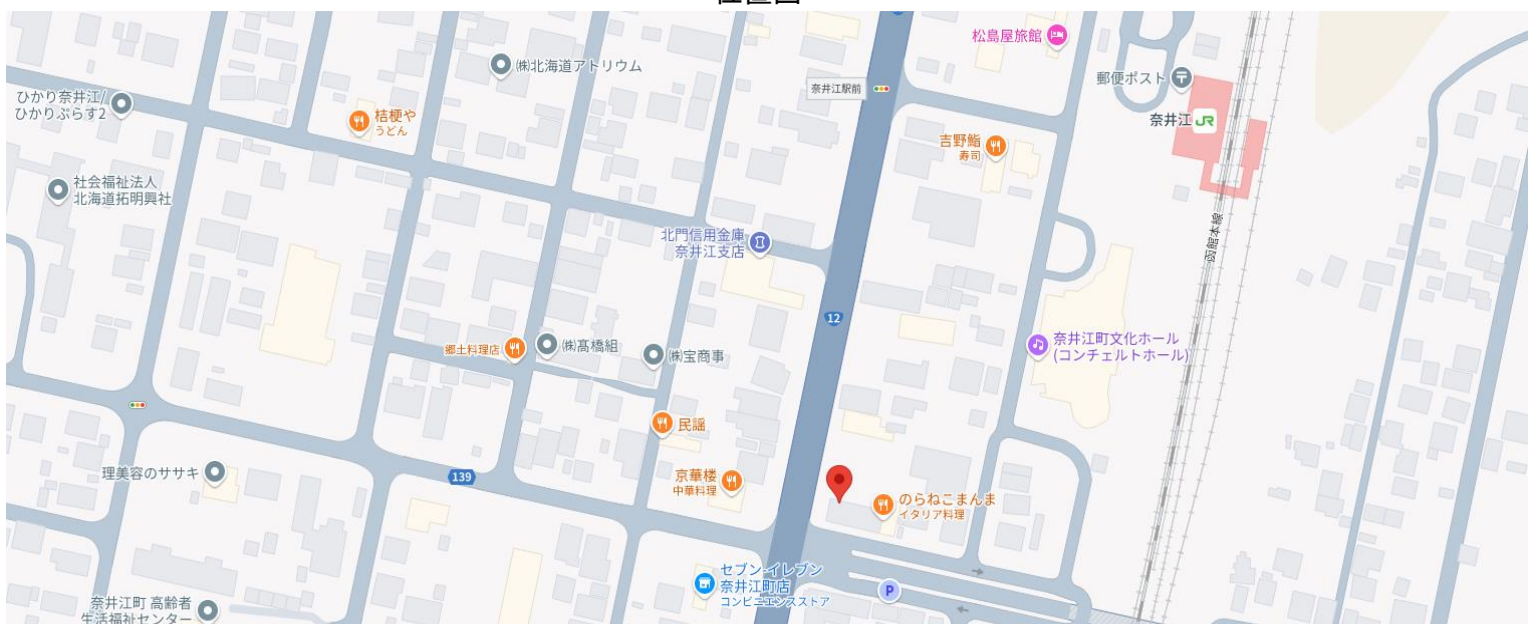 松島屋旅館
(株)北海道アトリウム
郵便ポスト
奈井江駅前
ひかり奈井江/
ひかりぷらす2
桔梗や
うどん
奈井江 JR
吉野鮨
寿司
社会福祉法人
北海道拓明興社
函館本線
北門信用金庫
奈井江支店
12
奈井江町文化ホール
(コンチェルトホール)
郷土料理店
(株)髙橋組
(株)宝商事
民謡
理美容のササキ
139
京華楼
中華料理
のらねこまんま
イタリア料理
セブン-イレブン
奈井江町店
コンビニエンスストア
P
奈井江町 高齢者
生活福祉センター